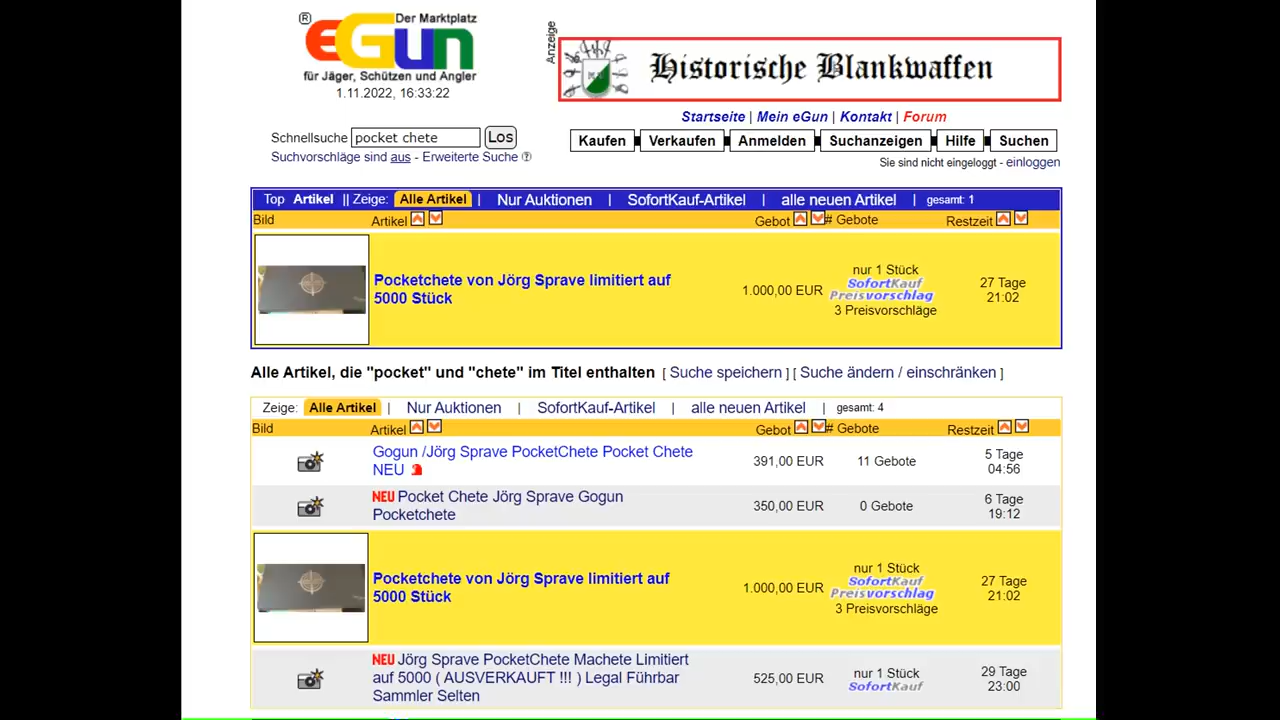 ® Der Marktplatz
eGun
für Jäger, Schützen und Angler
1.11.2022, 16:33:22
Anzeige
Historische Blankwaffen
Startseite | Mein eGun | Kontakt | Forum
Schnellsuche pocket chete Los
Kaufen Verkaufen Anmelden Suchanzeigen Hilfe Suchen
Suchvorschläge sind aus - Erweiterte Suche ?
Sie sind nicht eingeloggt - einloggen
Top Artikel || Zeige: Alle Artikel | Nur Auktionen | SofortKauf-Artikel | alle neuen Artikel | gesamt: 1
Bild Artikel Gebot # Gebote Restzeit
Pocketchete von Jörg Sprave limitiert auf
5000 Stück
1.000,00 EUR
nur 1 Stück
SofortKauf
Preisvorschlag
3 Preisvorschläge
27 Tage
21:02
Alle Artikel, die "pocket" und "chete" im Titel enthalten [ Suche speichern ] [ Suche ändern / einschränken ]
Zeige: Alle Artikel | Nur Auktionen | SofortKauf-Artikel | alle neuen Artikel | gesamt: 4
Bild Artikel Gebot # Gebote Restzeit
Gogun /Jörg Sprave PocketChete Pocket Chete
NEU
391,00 EUR
11 Gebote
5 Tage
04:56
NEU Pocket Chete Jörg Sprave Gogun
Pocketchete
350,00 EUR
0 Gebote
6 Tage
19:12
Pocketchete von Jörg Sprave limitiert auf
5000 Stück
1.000,00 EUR
nur 1 Stück
SofortKauf
Preisvorschlag
3 Preisvorschläge
27 Tage
21:02
NEU Jörg Sprave PocketChete Machete Limitiert
auf 5000 ( AUSVERKAUFT !!! ) Legal Führbar
Sammler Selten
525,00 EUR
nur 1 Stück
SofortKauf
29 Tage
23:00